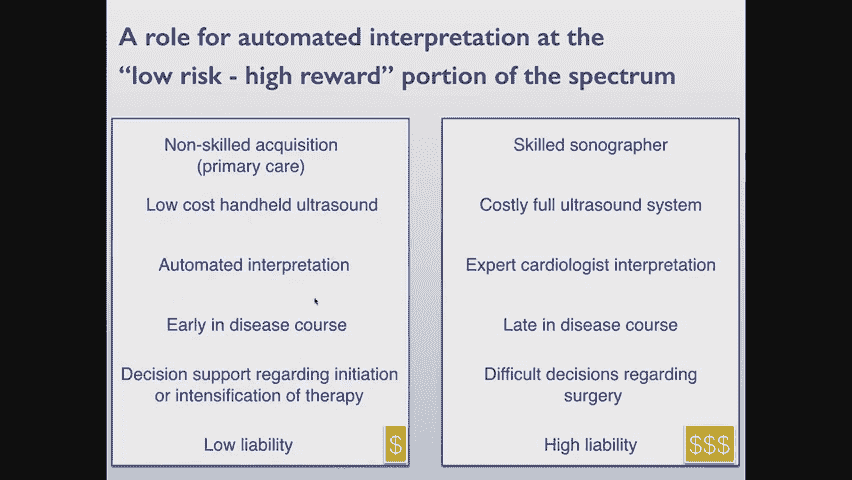 A role for automated interpretation at the
“low risk - high reward” portion of the spectrum
Non-skilled acquisition
(primary care)
Low cost handheld ultrasound
Automated interpretation
Early in disease course
Decision support regarding initiation
or intensification of therapy
Low liability
$
Skilled sonographer
Costly full ultrasound system
Expert cardiologist interpretation
Late in disease course
Difficult decisions regarding
surgery
High liability
$$$